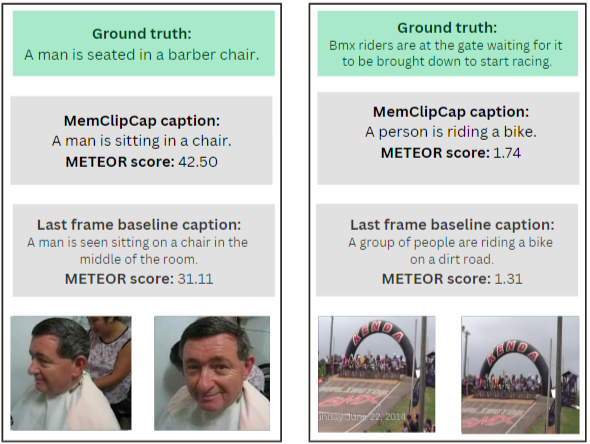 Ground truth:
A man is seated in a barber chair.
MemClipCap caption:
A man is sitting in a chair.
METEOR score: 42.50
Last frame baseline caption:
A man is seen sitting on a chair in the
middle of the room.
METEOR score: 31.11
Ground truth:
Bmx riders are at the gate waiting for it
to be brought down to start racing.
MemClipCap caption:
A person is riding a bike.
METEOR score: 1.74
Last frame baseline caption:
A group of people are riding a bike
on a dirt road.
METEOR score: 1.31
KENDA
BMX
nday June 22, 2014
KENDA